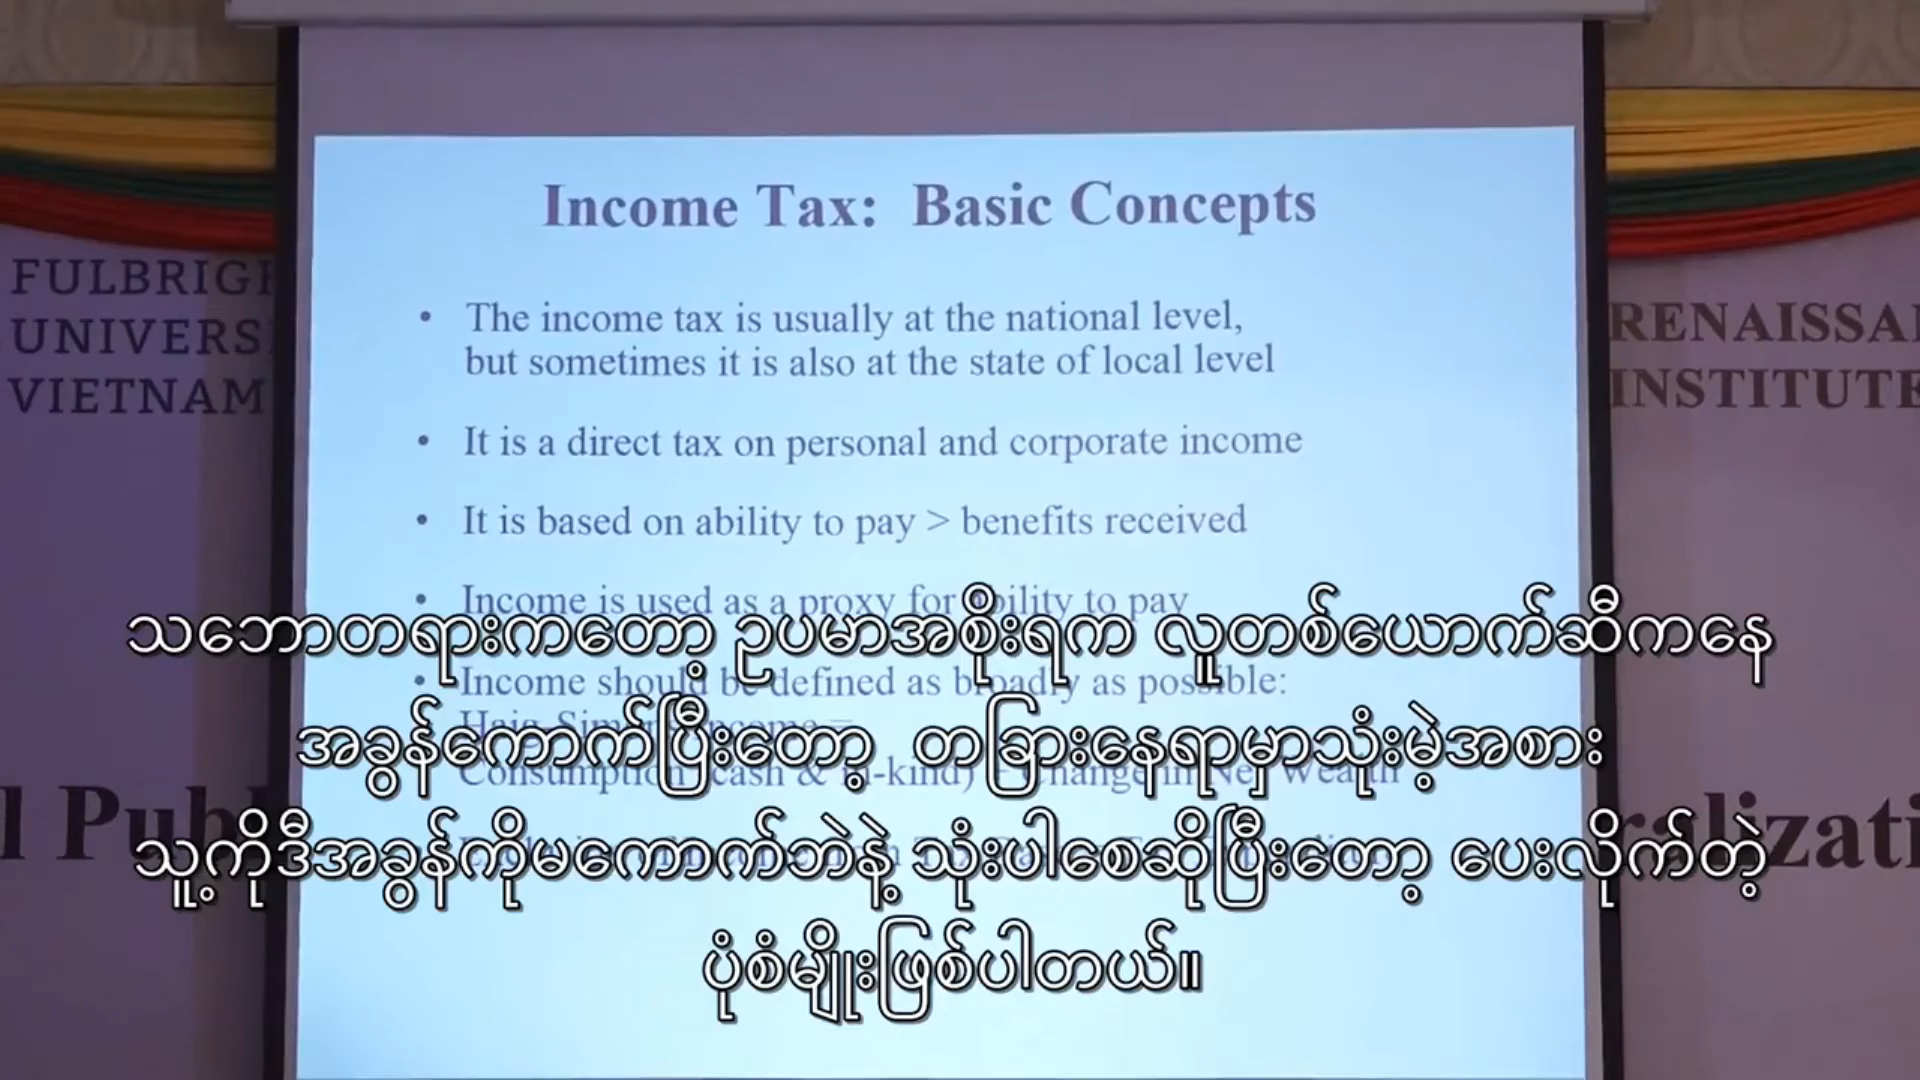 Income Tax: Basic Concepts
FULBRIGH
UNIVERS
VIETNAM
RENAISSA
INSTITUTE
• The income tax is usually at the national level,
but sometimes it is also at the state of local level
• It is a direct tax on personal and corporate income
• It is based on ability to pay > benefits received
• Income is used as a proxy for ability to pay
• Income should be defined as broadly as possible:
Consumption (cash & in-kind) + Change in Net Wealth
l Pub
alizati
သဘောတရားကတော့ ဥပမာအစိုးရက လူတစ်ယောက်ဆီကနေ
အခွန်ကောက်ပြီးတော့ တခြားနေရာမှာသုံးမဲ့အစား
သူ့ကိုဒီအခွန်ကိုမကောက်ဘဲနဲ့ သုံးပါစေဆိုပြီးတော့ ပေးလိုက်တဲ့
ပုံစံမျိုးဖြစ်ပါတယ်။